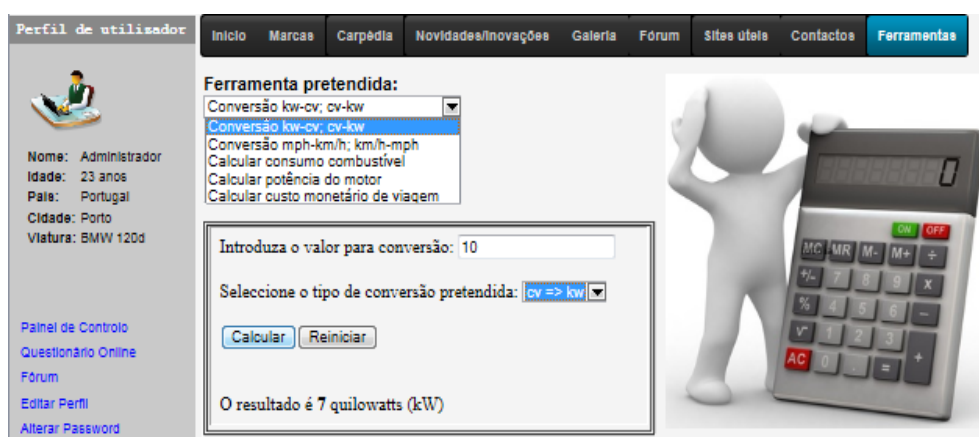 Perfil de utilizador
Inicio Marcas Carpédia Novidades/Inovações Galeria Fórum Sites úteis Contactos Ferramentas
Nome: Administrador
Idade: 23 anos
País: Portugal
Cidade: Porto
Viatura: BMW 120d
Painel de Controlo
Questionário Online
Fórum
Editar Perfil
Alterar Password
Ferramenta pretendida:
Conversão kw-cv; cv-kw
Conversão kw-cv; cv-kw
Conversão mph-km/h; km/h-mph
Calcular consumo combustível
Calcular potência do motor
Calcular custo monetário de viagem
Introduza o valor para conversão: 10
Seleccione o tipo de conversão pretendida: cv => kw
Calcular Reiniciar
O resultado é 7 quilowatts (kW)
0
ON OFF
MC MR M- M+ ÷
+/- 7 8 9 X
% 4 5 6 −
√ 1 2 3 +
AC 0 . =